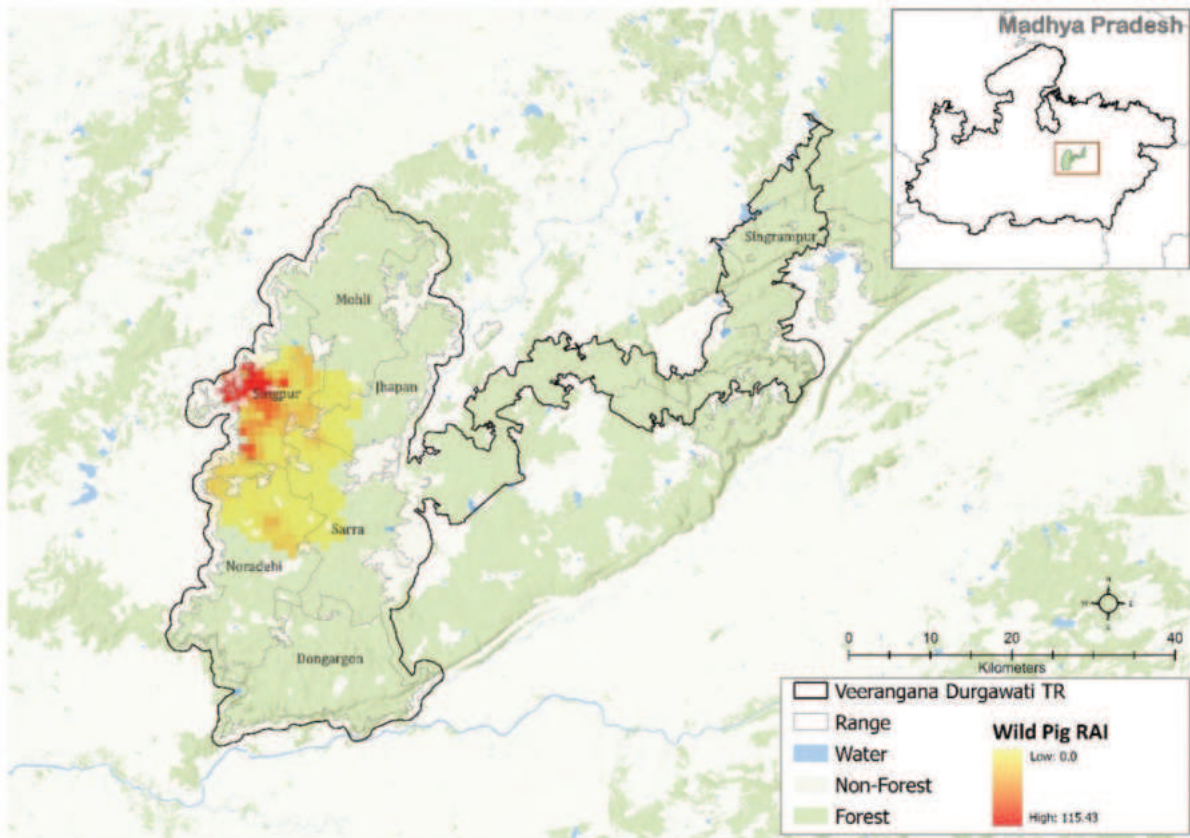 Madhya Pradesh
Singrampur
Mohli
Jhapan
Singpur
Sarra
Noradehi
Dongargon
N
W
E
S
0
10
20
40
Kilometers
Veerangana Durgawati TR
Range
Water
Non-Forest
Forest
Wild Pig RAI
Low: 0.0
High: 115.43